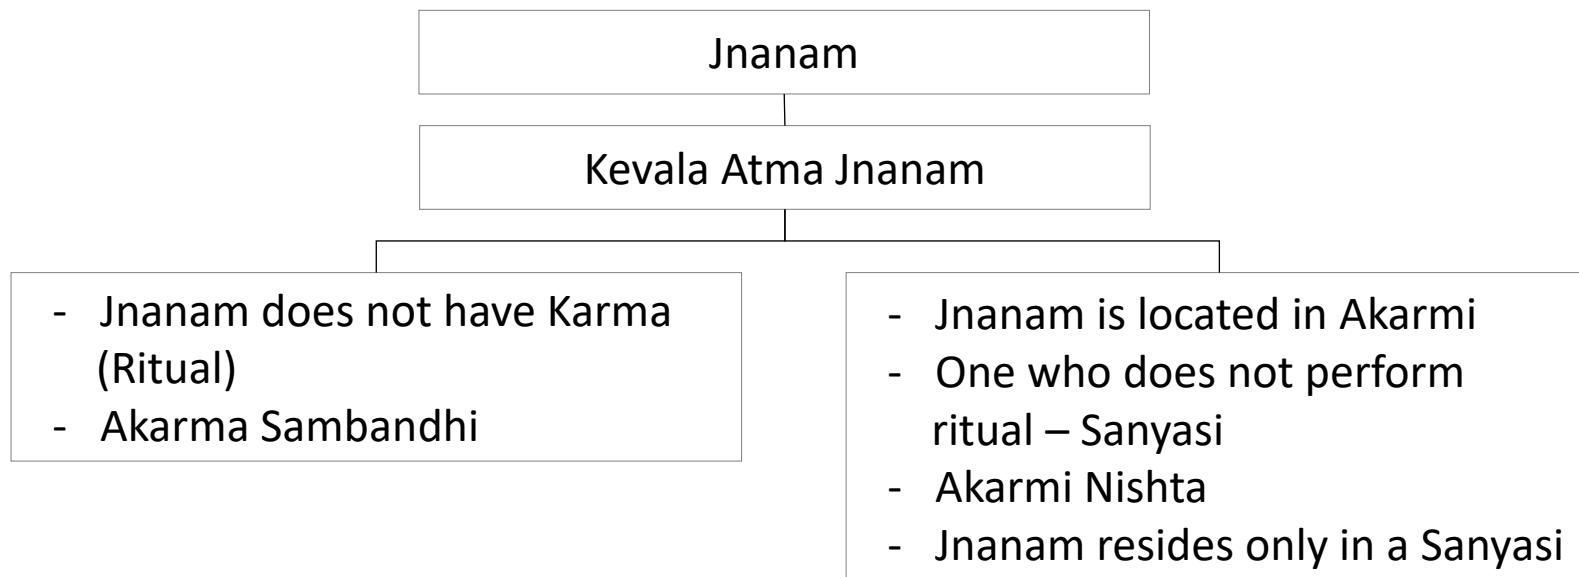 Jnanam
Kevala Atma Jnanam
- Jnanam does not have Karma
(Ritual)
- Akarma Sambandhi
- Jnanam is located in Akarmi
- One who does not perform
ritual – Sanyasi
- Akarmi Nishta
- Jnanam resides only in a Sanyasi